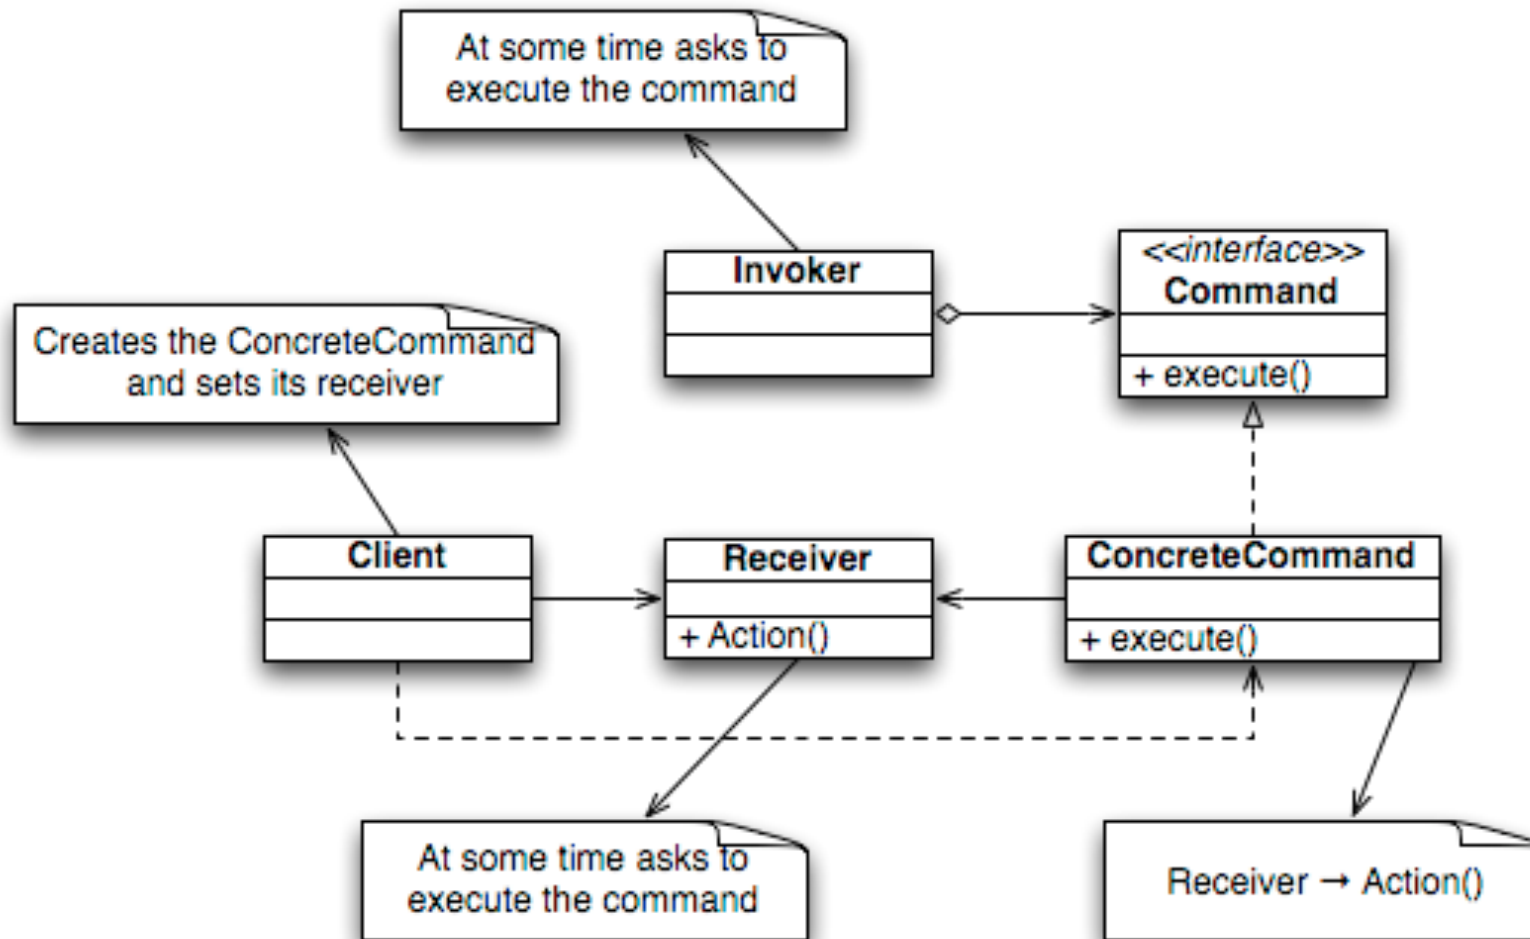 At some time asks to
execute the command
Invoker
<<interface>>
Command
+ execute()
Creates the ConcreteCommand
and sets its receiver
Client
Receiver
+ Action()
ConcreteCommand
+ execute()
At some time asks to
execute the command
Receiver → Action()